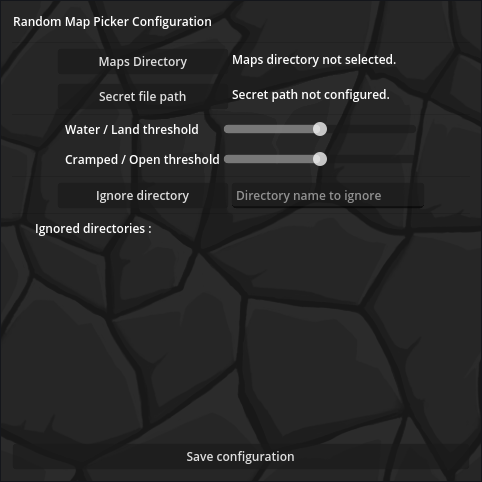 Random Map Picker Configuration
Maps Directory Maps directory not selected.
Secret file path Secret path not configured.
Water / Land threshold
Cramped / Open threshold
Ignore directory Directory name to ignore
Ignored directories :
Save configuration